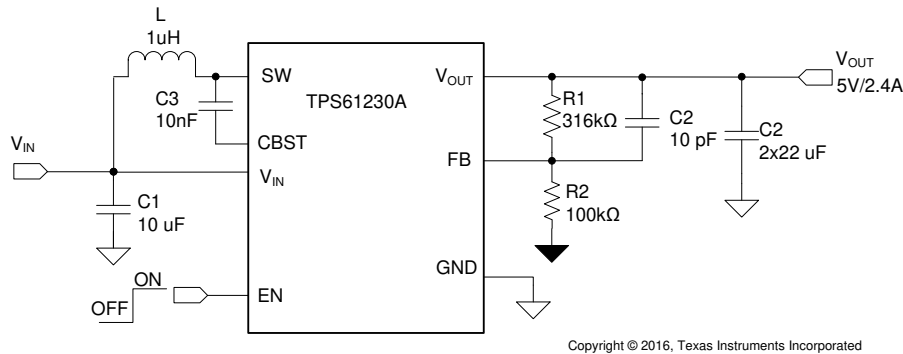 L
1uH
SW
C3
10nF
CBST
VIN
VIN
C1
10 uF
ON
OFF
EN
TPS61230A
VOUT
FB
GND
R1
316kΩ
C2
10 pF
R2
100kΩ
C2
2x22 uF
VOUT
5V/2.4A
Copyright © 2016, Texas Instruments Incorporated